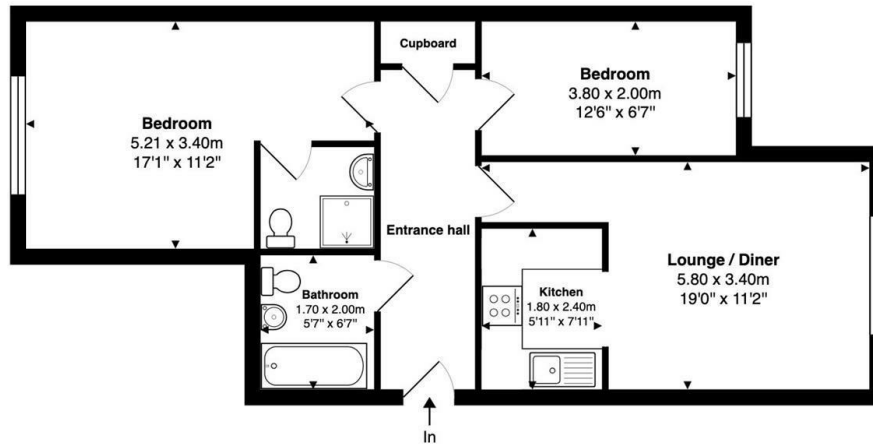 Cupboard
Bedroom
5.21 x 3.40m
17'1" x 11'2"
Bedroom
3.80 x 2.00m
12'6" x 6'7"
Entrance hall
Lounge / Diner
5.80 x 3.40m
19'0" x 11'2"
Bathroom
1.70 x 2.00m
5'7" x 6'7"
Kitchen
1.80 x 2.40m
5'11" x 7'11"
In